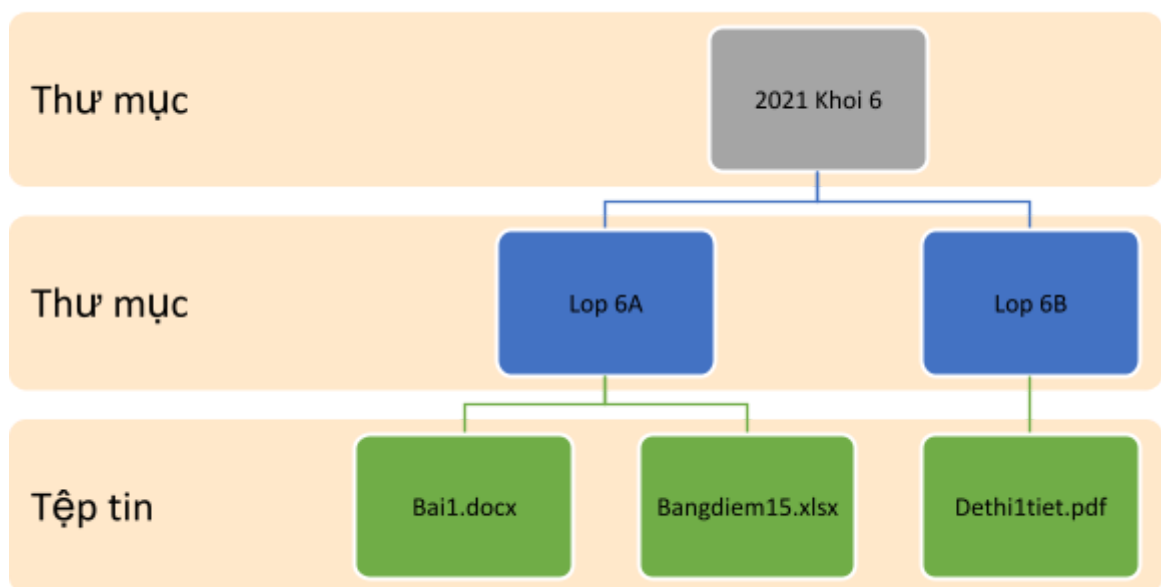 Thư mục
2021 Khoi 6
Thư mục
Lop 6A
Lop 6B
Tệp tin
Bai1.docx
Bangdiem15.xlsx
Dethi1tiet.pdf